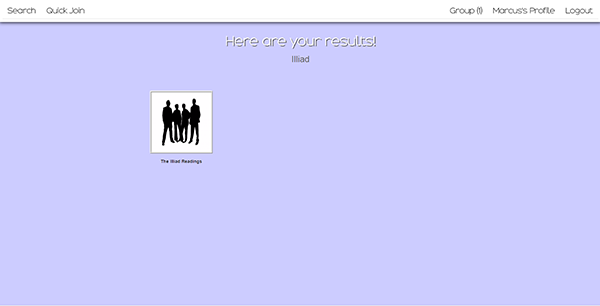 Search Quick Join Group (1) Marcus's Profile Logout
Here are your results!
Illiad
The Illiad Readings